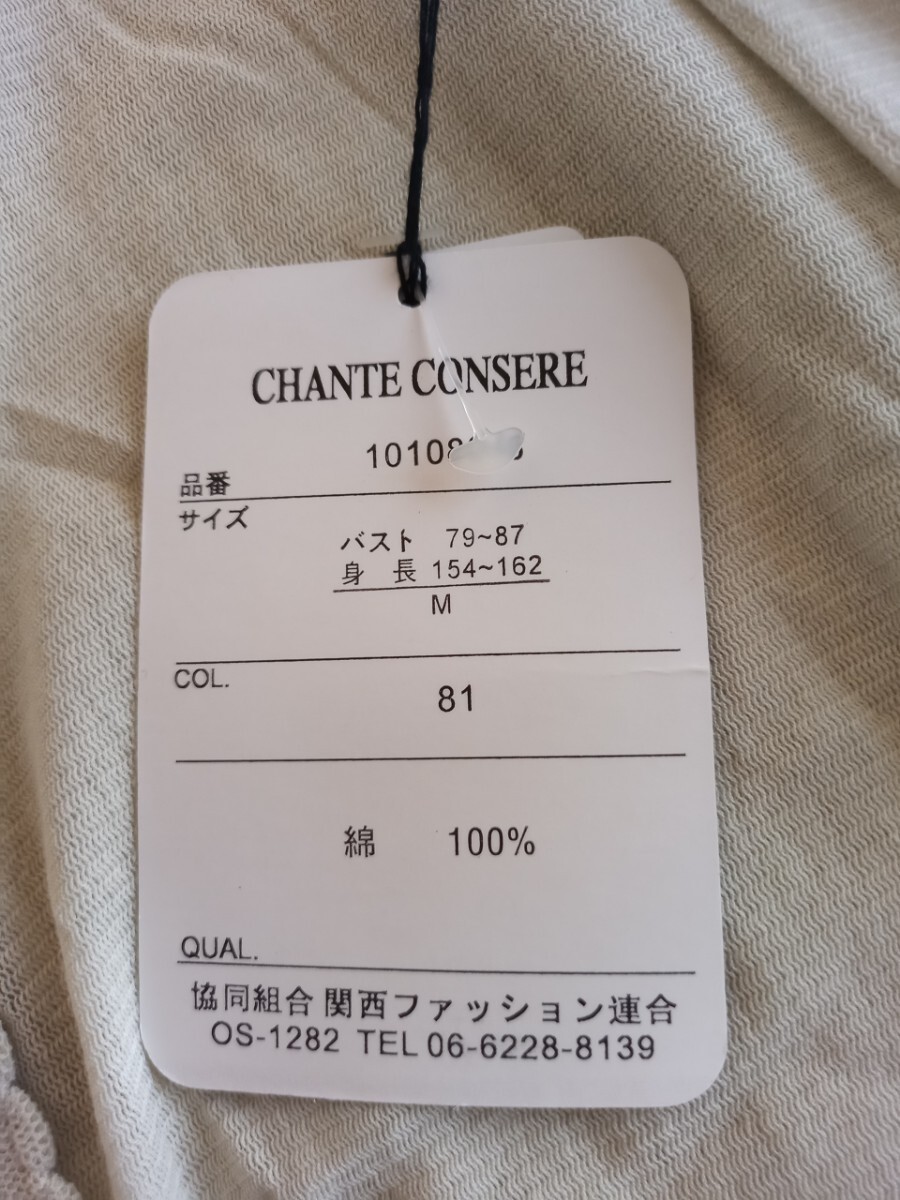 CHANTE CONSERE
品番
サイズ
バスト 79~87
身 長 154~162
M
COL.
81
綿 100%
QUAL.
協同組合 関西ファッション連合
OS-1282 TEL 06-6228-8139